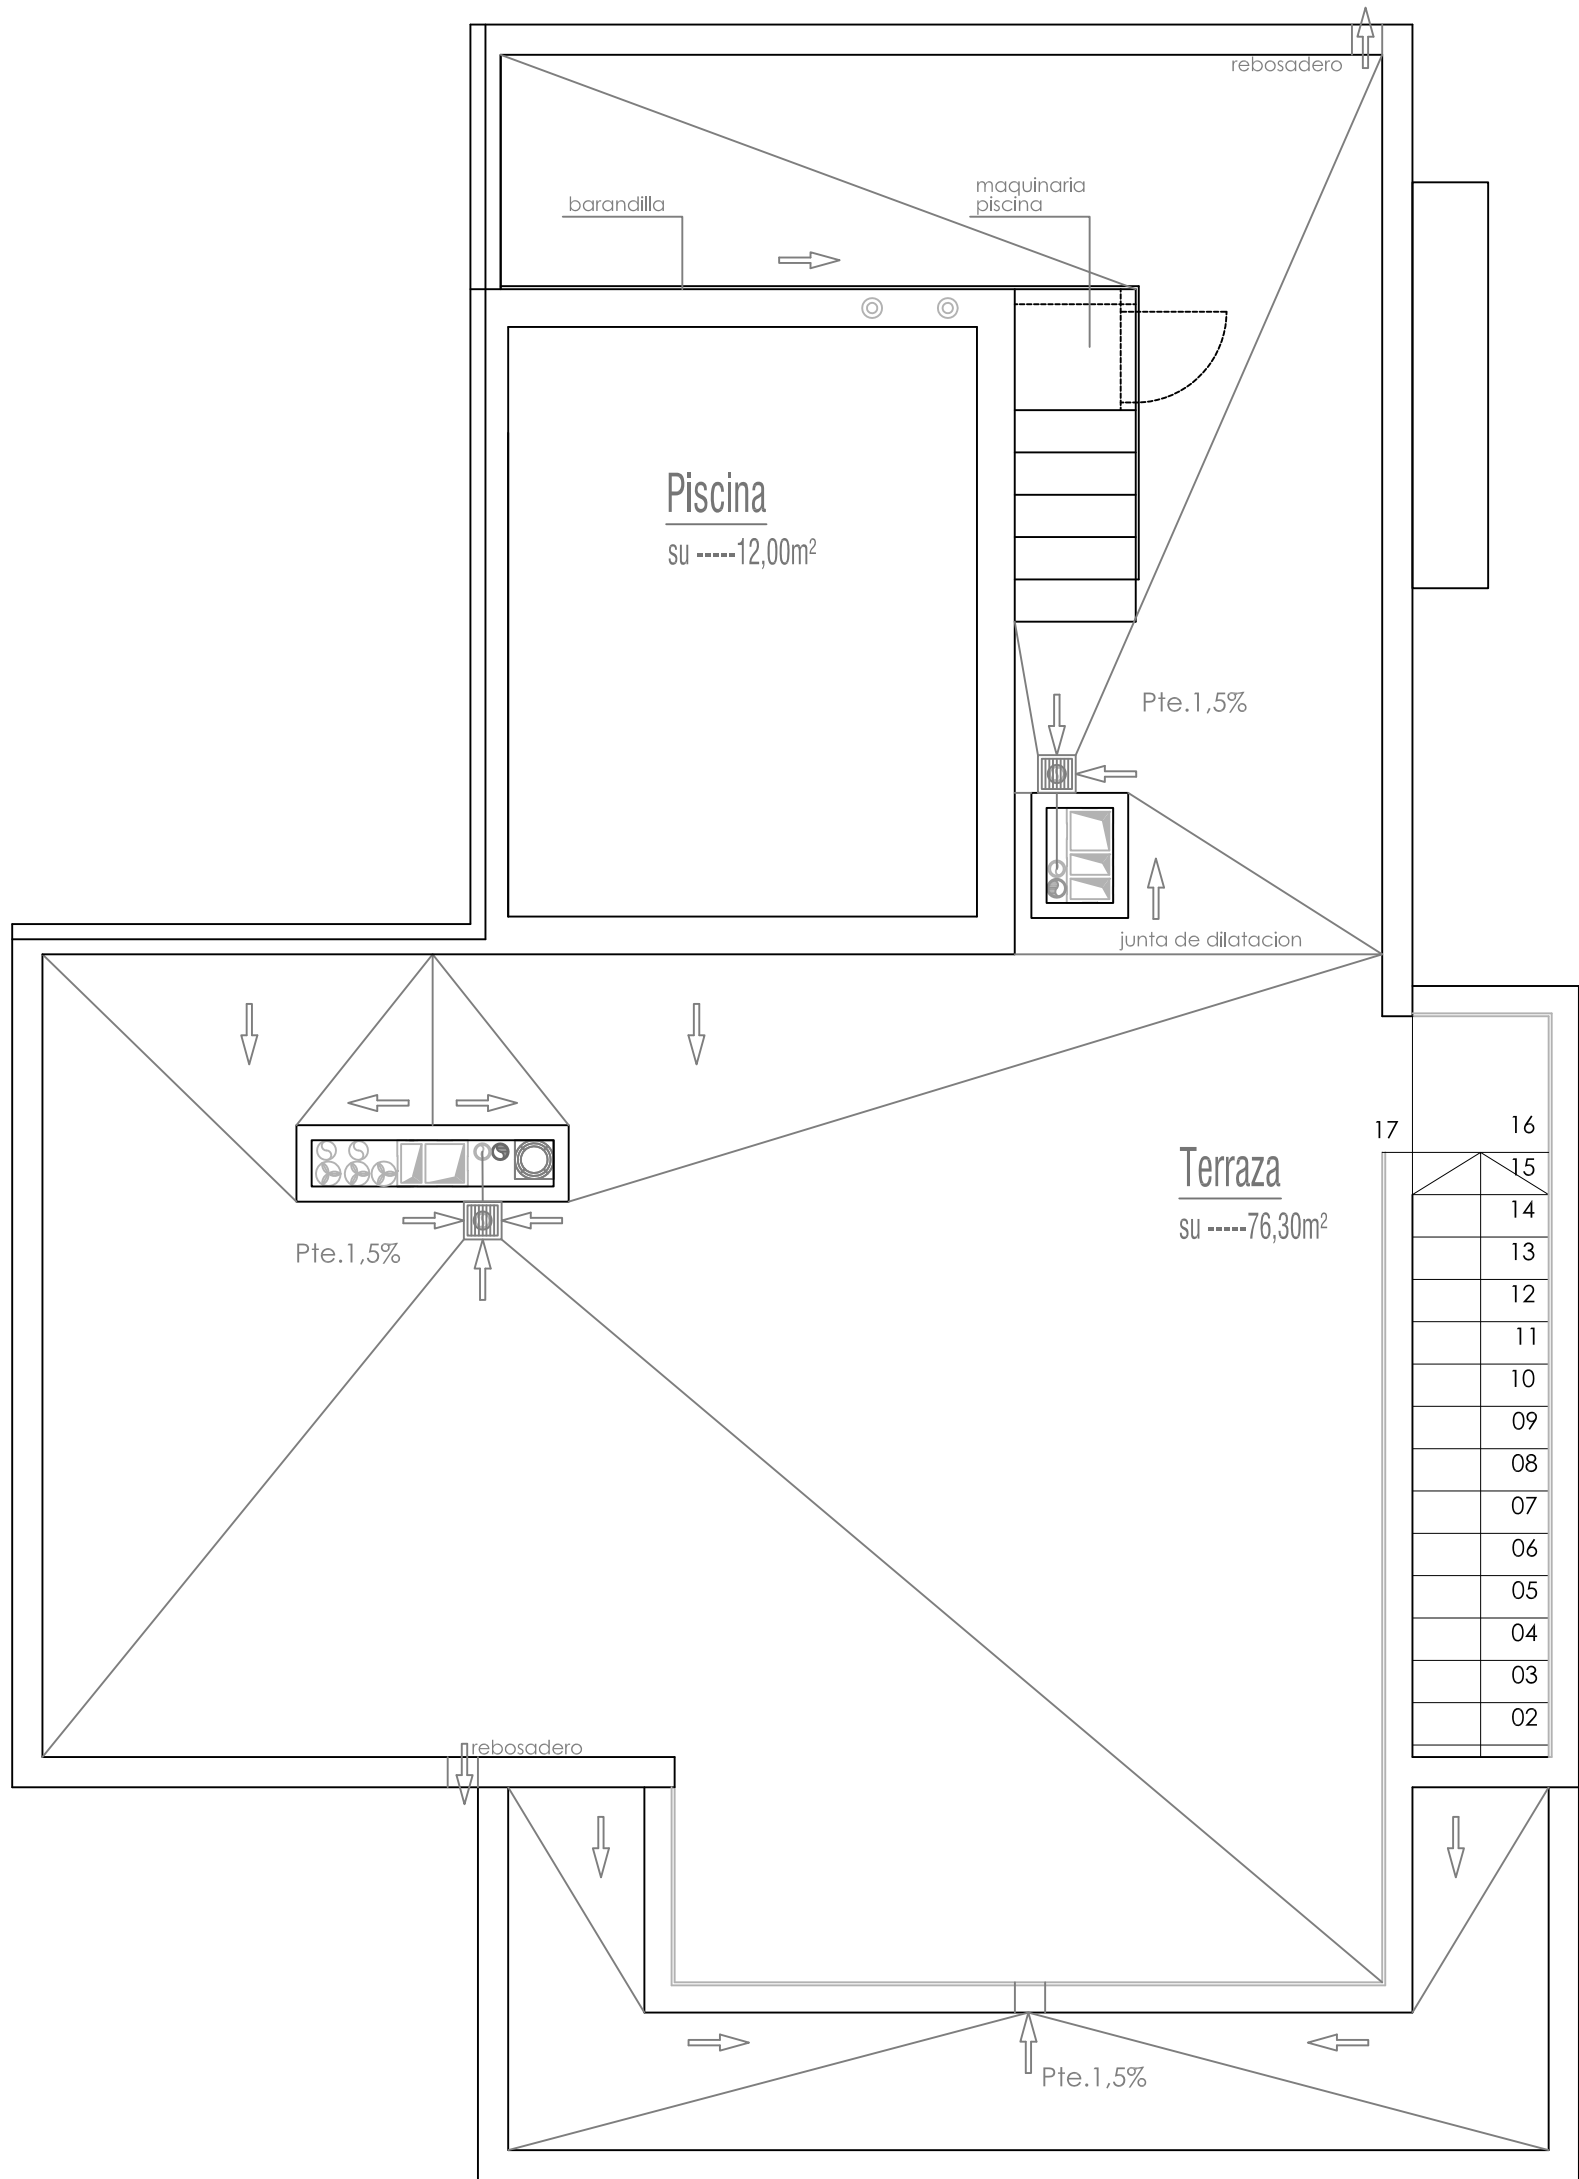 rebosadero
maquinaria
piscina
barandilla
Piscina
su -----12,00m²
Pte.1,5%
junta de dilatacion
17
16
Terraza
su -----76,30m²
15
14
13
12
11
10
09
08
07
06
05
04
03
02
Pte.1,5%
rebosadero
Pte.1,5%